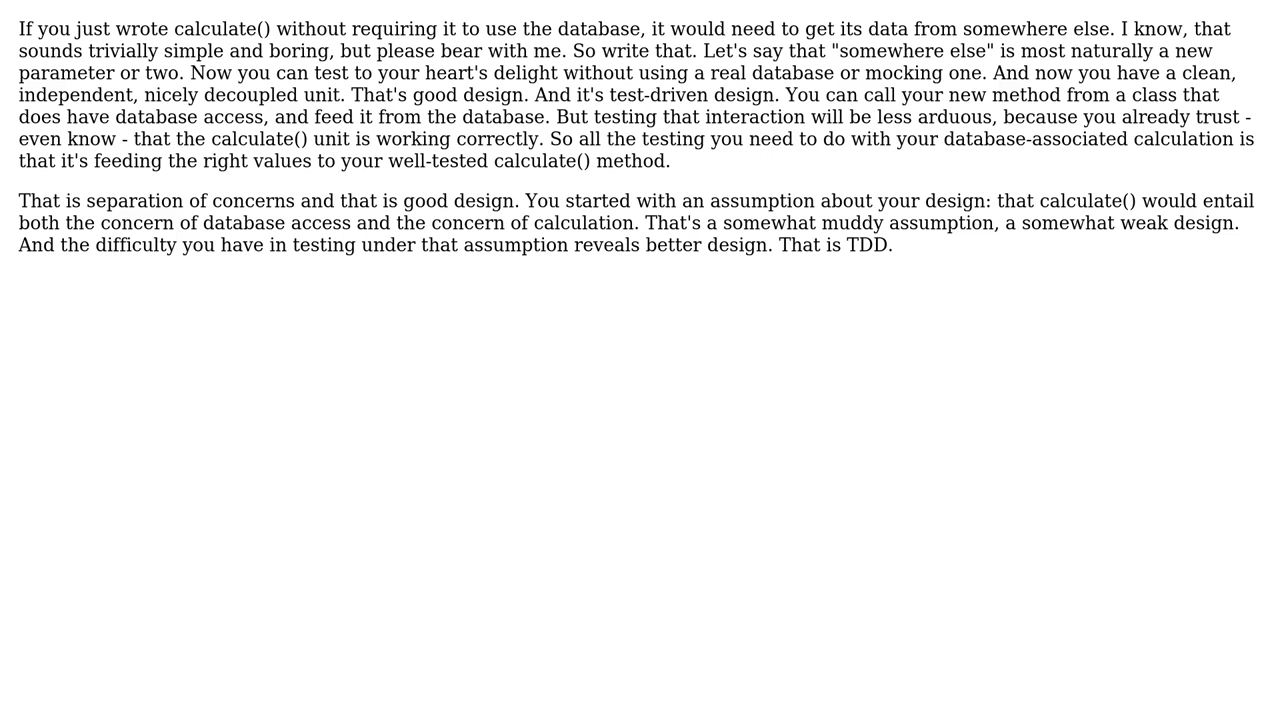 If you just wrote calculate() without requiring it to use the database, it would need to get its data from somewhere else. I know, that
sounds trivially simple and boring, but please bear with me. So write that. Let's say that "somewhere else" is most naturally a new
parameter or two. Now you can test to your heart's delight without using a real database or mocking one. And now you have a clean,
independent, nicely decoupled unit. That's good design. And it's test-driven design. You can call your new method from a class that
does have database access, and feed it from the database. But testing that interaction will be less arduous, because you already trust -
even know - that the calculate() unit is working correctly. So all the testing you need to do with your database-associated calculation is
that it's feeding the right values to your well-tested calculate() method.
That is separation of concerns and that is good design. You started with an assumption about your design: that calculate() would entail
both the concern of database access and the concern of calculation. That's a somewhat muddy assumption, a somewhat weak design.
And the difficulty you have in testing under that assumption reveals better design. That is TDD.